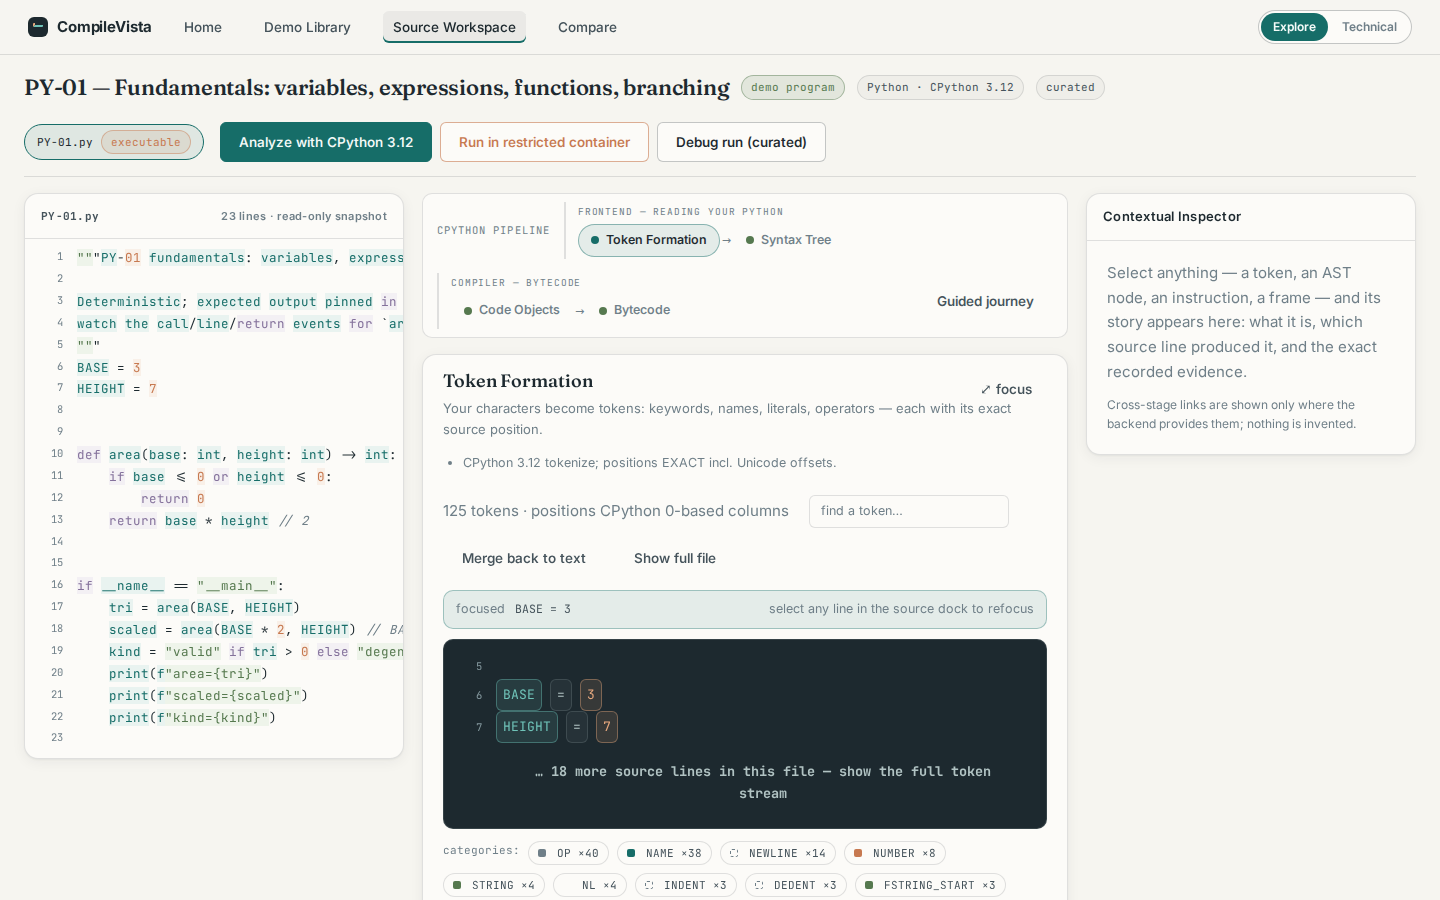 CompileVista Home Demo Library Source Workspace Compare Explore Technical
PY-01 — Fundamentals: variables, expressions, functions, branching demo program Python · CPython 3.12 curated
PY-01.py executable Analyze with CPython 3.12 Run in restricted container Debug run (curated)
PY-01.py 23 lines · read-only snapshot
1 """PY-01 fundamentals: variables, express
2
3 Deterministic; expected output pinned in
4 watch the call/line/return events for `ar
5 """
6 BASE = 3
7 HEIGHT = 7
8
9
10 def area(base: int, height: int) -> int:
11 if base <= 0 or height <= 0:
12 return 0
13 return base * height // 2
14
15
16 if __name__ == "__main__":
17 tri = area(BASE, HEIGHT)
18 scaled = area(BASE * 2, HEIGHT) // BA
19 kind = "valid" if tri > 0 else "degen
20 print(f"area={tri}")
21 print(f"scaled={scaled}")
22 print(f"kind={kind}")
23
CPYTHON PIPELINE
FRONTEND — READING YOUR PYTHON
Token Formation → Syntax Tree
COMPILER — BYTECODE
Code Objects → Bytecode
Guided journey
Token Formation
⤢ focus
Your characters become tokens: keywords, names, literals, operators — each with its exact
source position.
• CPython 3.12 tokenize; positions EXACT incl. Unicode offsets.
125 tokens · positions CPython 0-based columns find a token...
Merge back to text Show full file
focused BASE = 3 select any line in the source dock to refocus
5
6 BASE = 3
7 HEIGHT = 7
… 18 more source lines in this file — show the full token
stream
categories: OP ×40 NAME ×38 NEWLINE ×14 NUMBER ×8
STRING ×4 NL ×4 INDENT ×3 DEDENT ×3 FSTRING_START ×3
Contextual Inspector
Select anything — a token, an AST
node, an instruction, a frame — and its
story appears here: what it is, which
source line produced it, and the exact
recorded evidence.
Cross-stage links are shown only where the
backend provides them; nothing is invented.